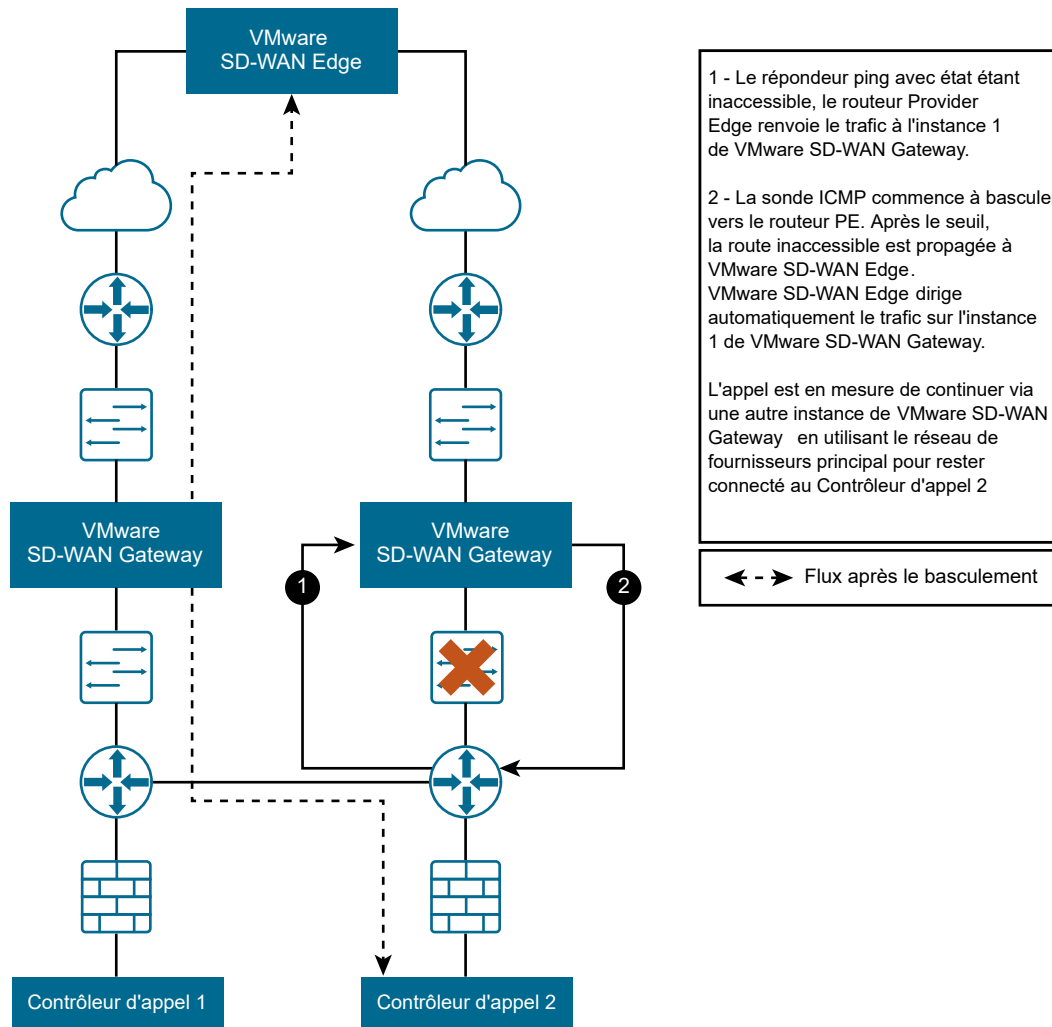 VMware
SD-WAN Edge
1 - Le répondeur ping avec état étant
inaccessible, le routeur Provider
Edge renvoie le trafic à l'instance 1
de VMware SD-WAN Gateway.
2 - La sonde ICMP commence à bascule
vers le routeur PE. Après le seuil,
la route inaccessible est propagée à
VMware SD-WAN Edge.
VMware SD-WAN Edge dirige
automatiquement le trafic sur l'instance
1 de VMware SD-WAN Gateway.
L'appel est en mesure de continuer via
une autre instance de VMware SD-WAN
Gateway en utilisant le réseau de
fournisseurs principal pour rester
connecté au Contrôleur d'appel 2
Flux après le basculement
VMware
SD-WAN Gateway
VMware
SD-WAN Gateway
1
2
Contrôleur d'appel 1
Contrôleur d'appel 2